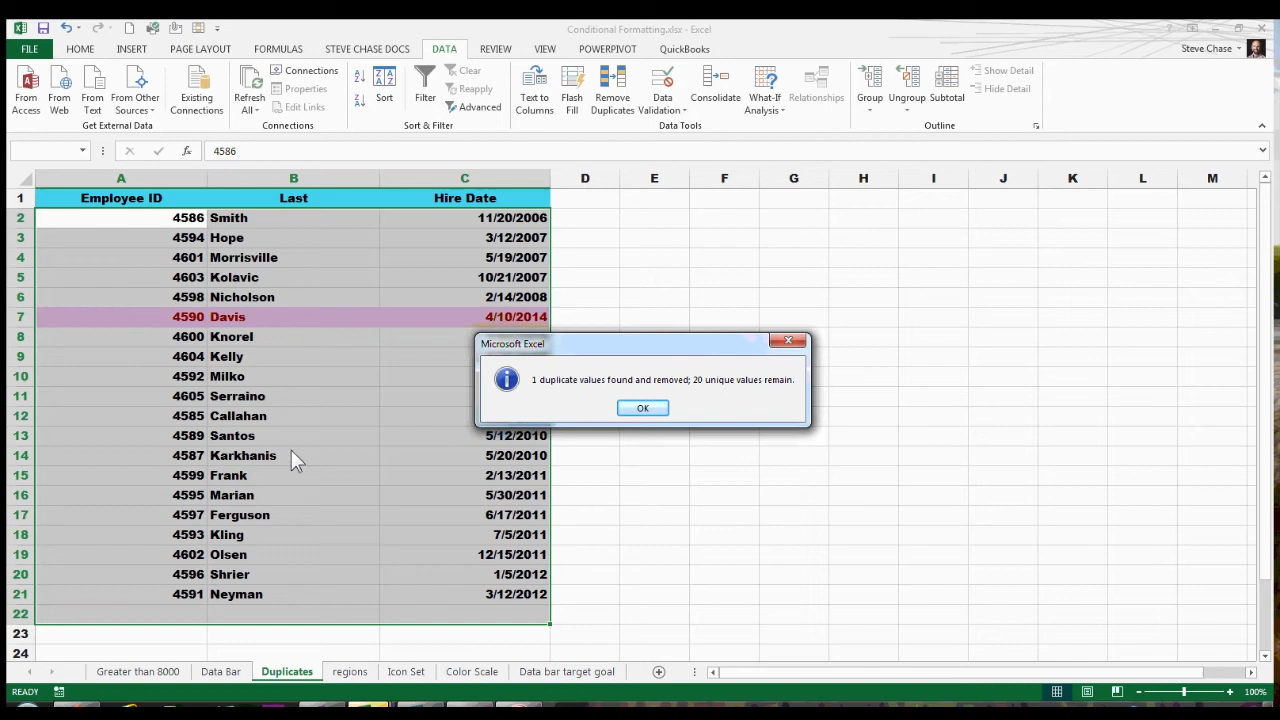 Conditional Formatting.xlsx - Excel
FILE HOME INSERT PAGE LAYOUT FORMULAS STEVE CHASE DOCS DATA REVIEW VIEW POWERPIVOT QuickBooks Steve Chase
From Access
From Web
From Text
From Other Sources
Existing Connections
Get External Data
Refresh All
Connections
Properties
Edit Links
Connections
Sort
Filter
Clear
Reapply
Advanced
Sort & Filter
Text to Columns
Flash Fill
Remove Duplicates
Data Validation
Consolidate
What-If Analysis
Relationships
Data Tools
Group
Ungroup
Subtotal
Show Detail
Hide Detail
Outline
4586
A B C D E F G H I J K L M
1 Employee ID Last Hire Date
2 4586 Smith 11/20/2006
3 4594 Hope 3/12/2007
4 4601 Morrisville 5/19/2007
5 4603 Kolavic 10/21/2007
6 4598 Nicholson 2/14/2008
7 4590 Davis 4/10/2014
8 4600 Knorel
9 4604 Kelly
10 4592 Milko
11 4605 Serraino
12 4585 Callahan
13 4589 Santos 5/12/2010
14 4587 Karkhanis 5/20/2010
15 4599 Frank 2/13/2011
16 4595 Marian 5/30/2011
17 4597 Ferguson 6/17/2011
18 4593 Kling 7/5/2011
19 4602 Olsen 12/15/2011
20 4596 Shrier 1/5/2012
21 4591 Neyman 3/12/2012
22
23
24
Microsoft Excel
1 duplicate values found and removed; 20 unique values remain.
OK
Greater than 8000 Data Bar Duplicates regions Icon Set Color Scale Data bar target goal
READY 100%